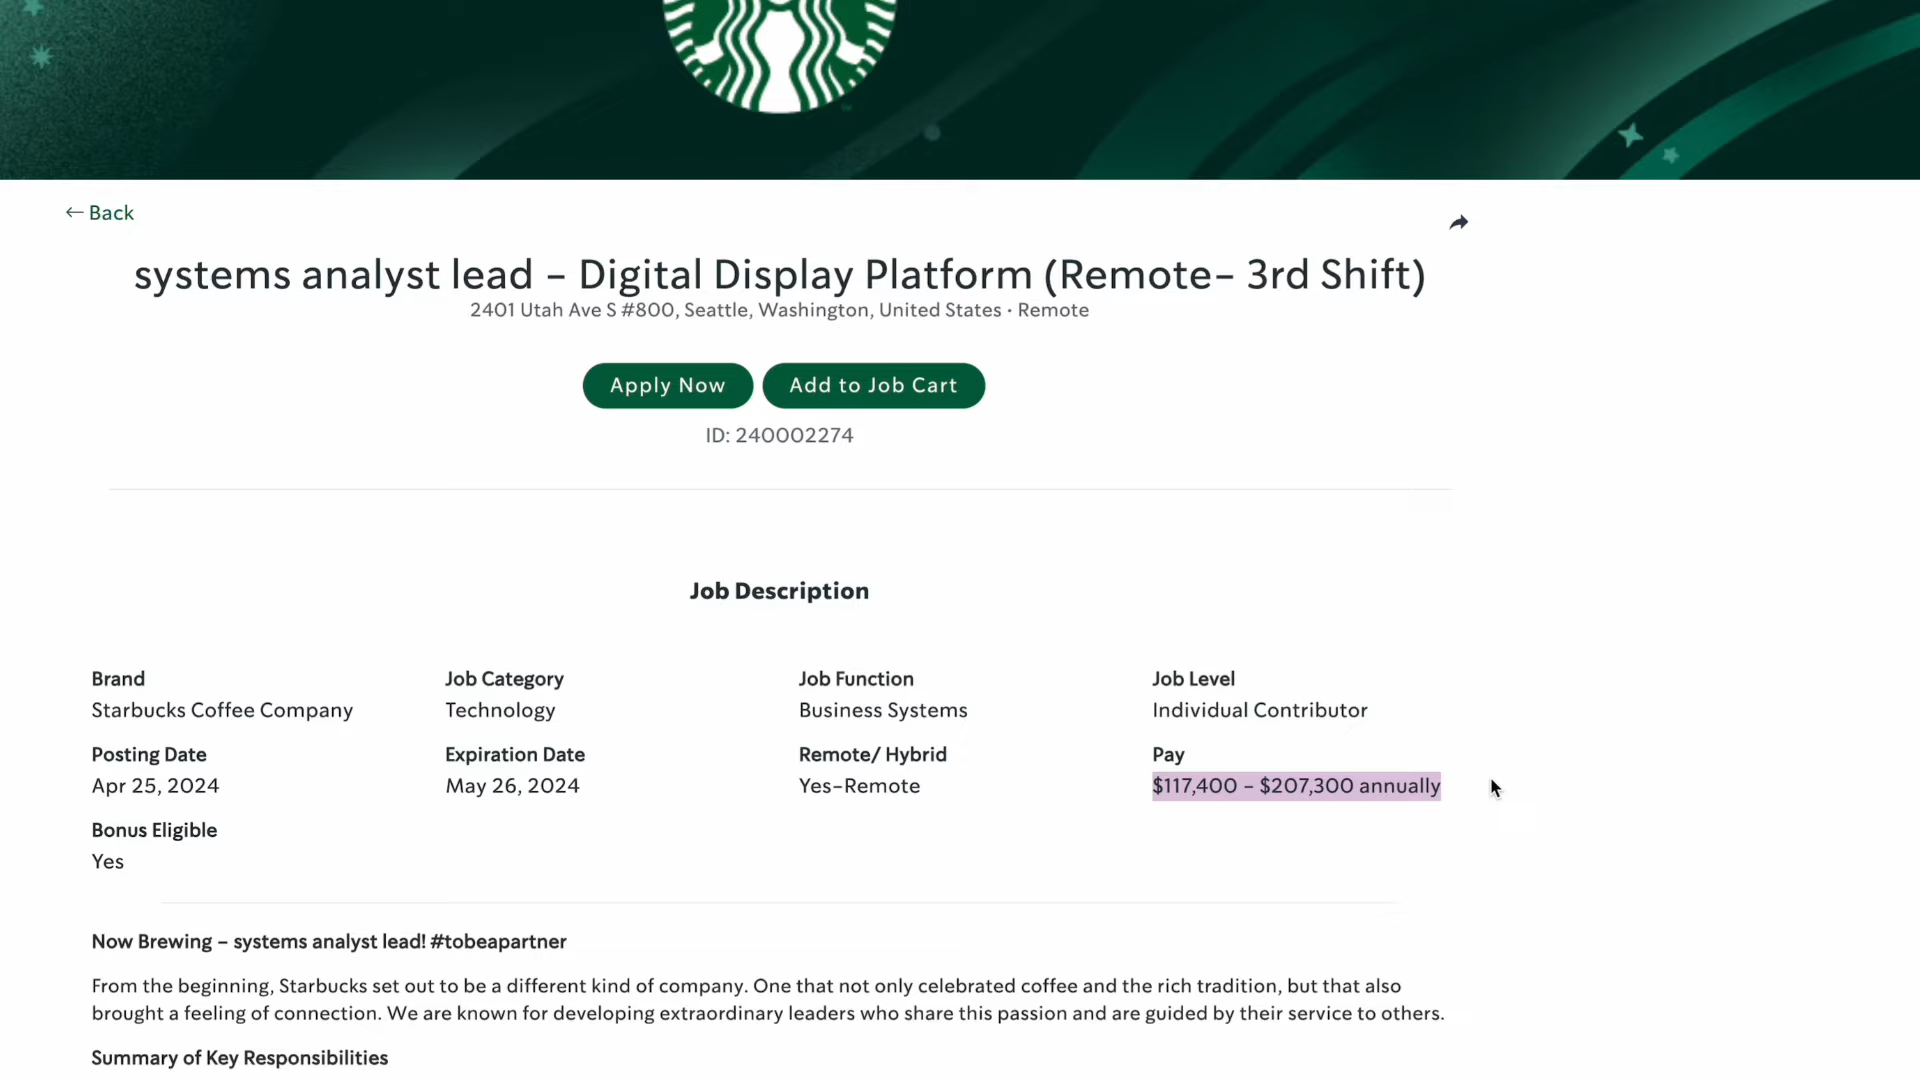 ← Back
systems analyst lead – Digital Display Platform (Remote– 3rd Shift)
2401 Utah Ave S #800, Seattle, Washington, United States · Remote
Apply Now
Add to Job Cart
ID: 240002274
Job Description
Brand
Starbucks Coffee Company
Job Category
Technology
Job Function
Business Systems
Job Level
Individual Contributor
Posting Date
Apr 25, 2024
Expiration Date
May 26, 2024
Remote/ Hybrid
Yes–Remote
Pay
$117,400 – $207,300 annually
Bonus Eligible
Yes
Now Brewing – systems analyst lead! #tobeapartner
From the beginning, Starbucks set out to be a different kind of company. One that not only celebrated coffee and the rich tradition, but that also
brought a feeling of connection. We are known for developing extraordinary leaders who share this passion and are guided by their service to others.
Summary of Key Responsibilities